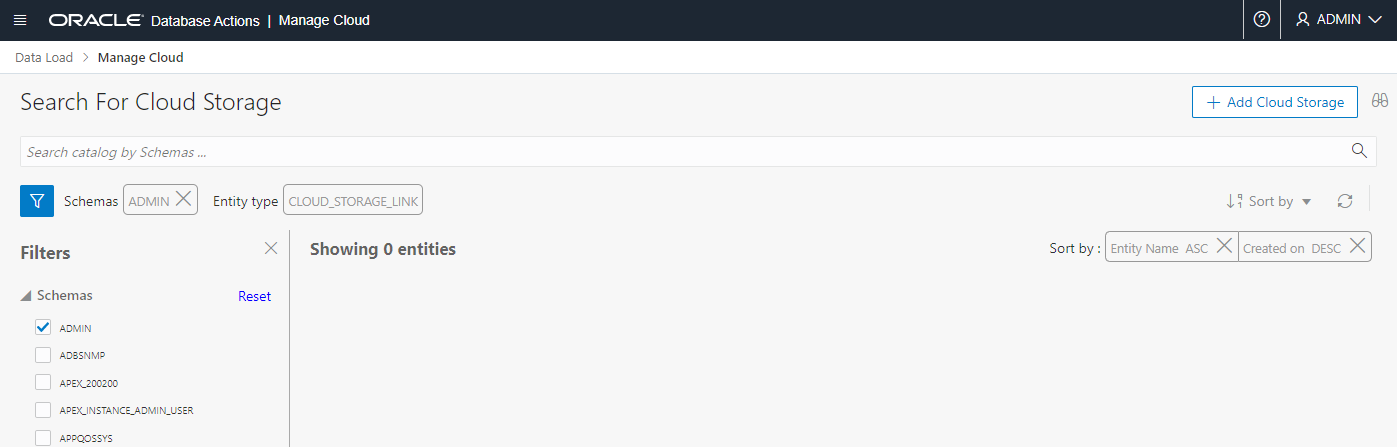 ORACLE Database Actions | Manage Cloud ADMIN
Data Load > Manage Cloud
Search For Cloud Storage
+ Add Cloud Storage
Search catalog by Schemas ...
Schemas ADMIN Entity type CLOUD_STORAGE_LINK Sort by
Filters
Showing 0 entities
Sort by : Entity Name ASC Created on DESC
Schemas Reset
ADMIN
ADBSNMP
APEX_200200
APEX_INSTANCE_ADMIN_USER
APPQOSSYS